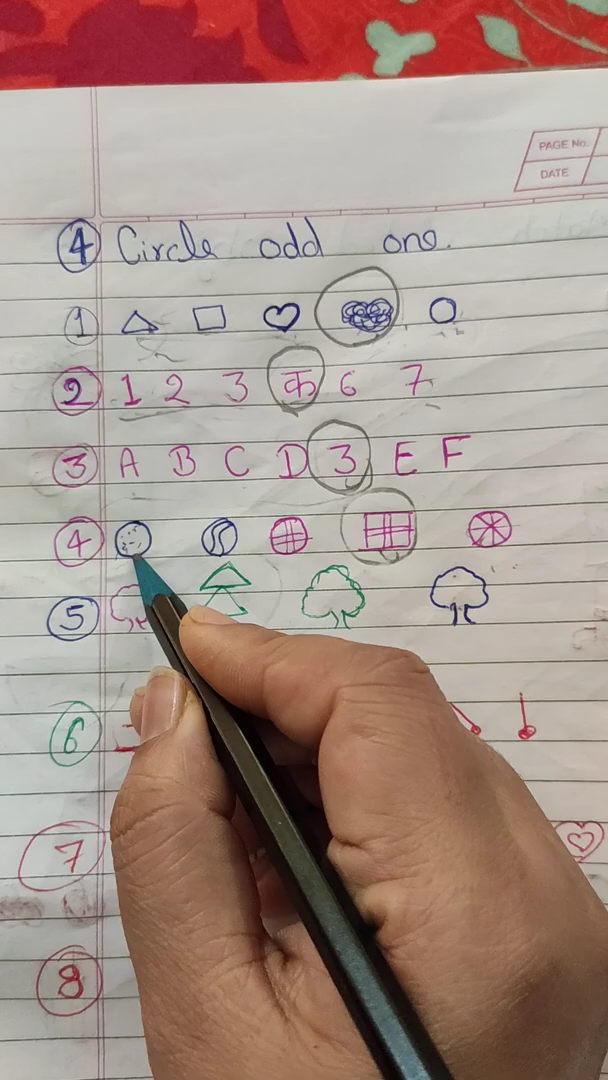 PAGE No.
DATE
4 Circle odd one.
1
2 1 2 3 क 6 7
3 A B C D 3 E F
4
5
6
7
8